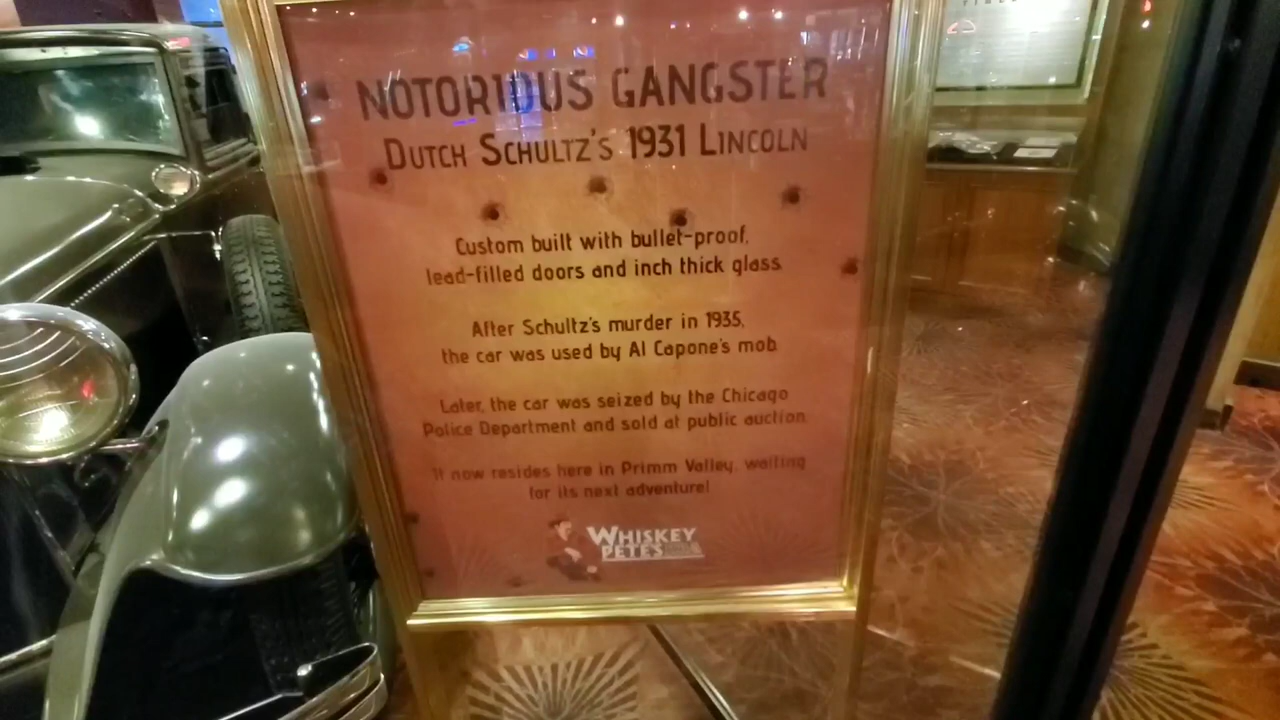 NOTORIOUS GANGSTER
DUTCH SCHULTZ'S 1931 LINCOLN
Custom built with bullet-proof,
lead-filled doors and inch thick glass.
After Schultz's murder in 1935,
the car was used by Al Capone's mob.
Later, the car was seized by the Chicago
Police Department and sold at public auction.
It now resides here in Primm Valley, waiting
for its next adventure!
WHISKEY
PETE'S